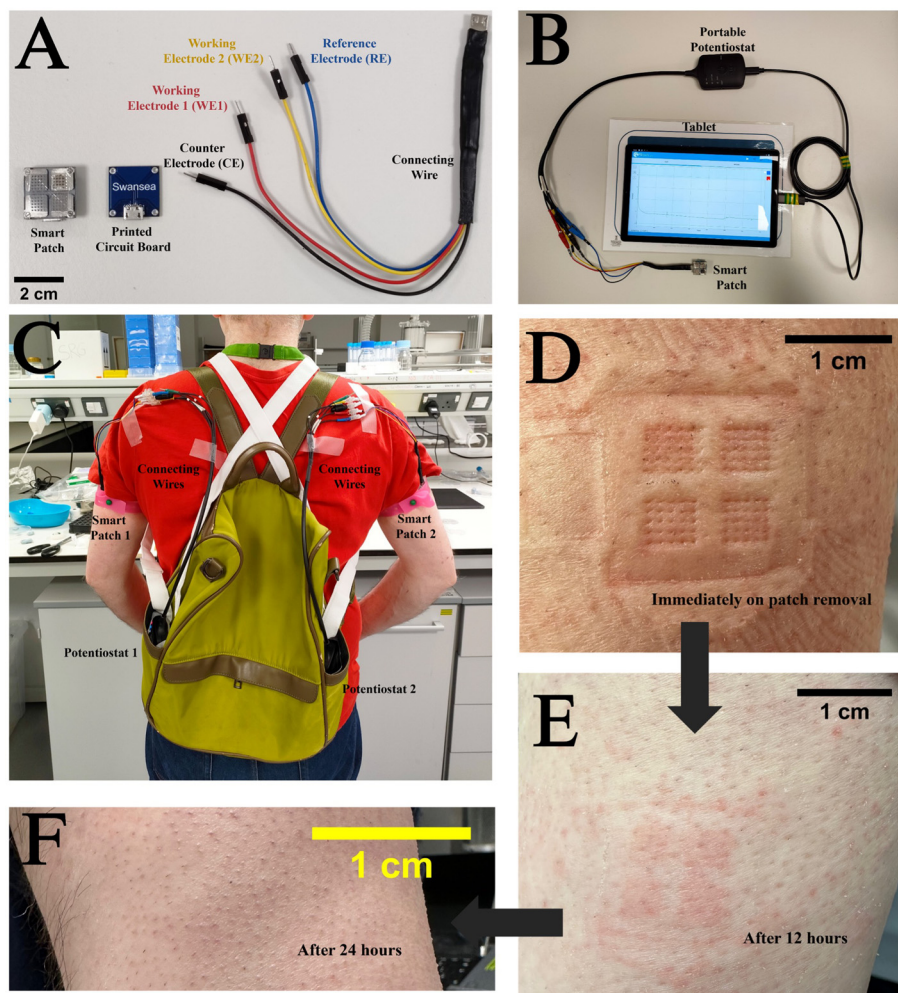 A
Working
Electrode 2 (WE2)
Reference
Electrode (RE)
Working
Electrode 1 (WE1)
Counter
Electrode (CE)
Connecting
Wire
Swansea
Smart
Patch
Printed
Circuit Board
2 cm
B
Portable
Potentiostat
Tablet
Smart
Patch
C
Connecting
Wires
Connecting
Wires
Smart
Patch 1
Smart
Patch 2
Potentiostat 1
Potentiostat 2
D
1 cm
Immediately on patch removal
E
1 cm
After 12 hours
F
1 cm
After 24 hours